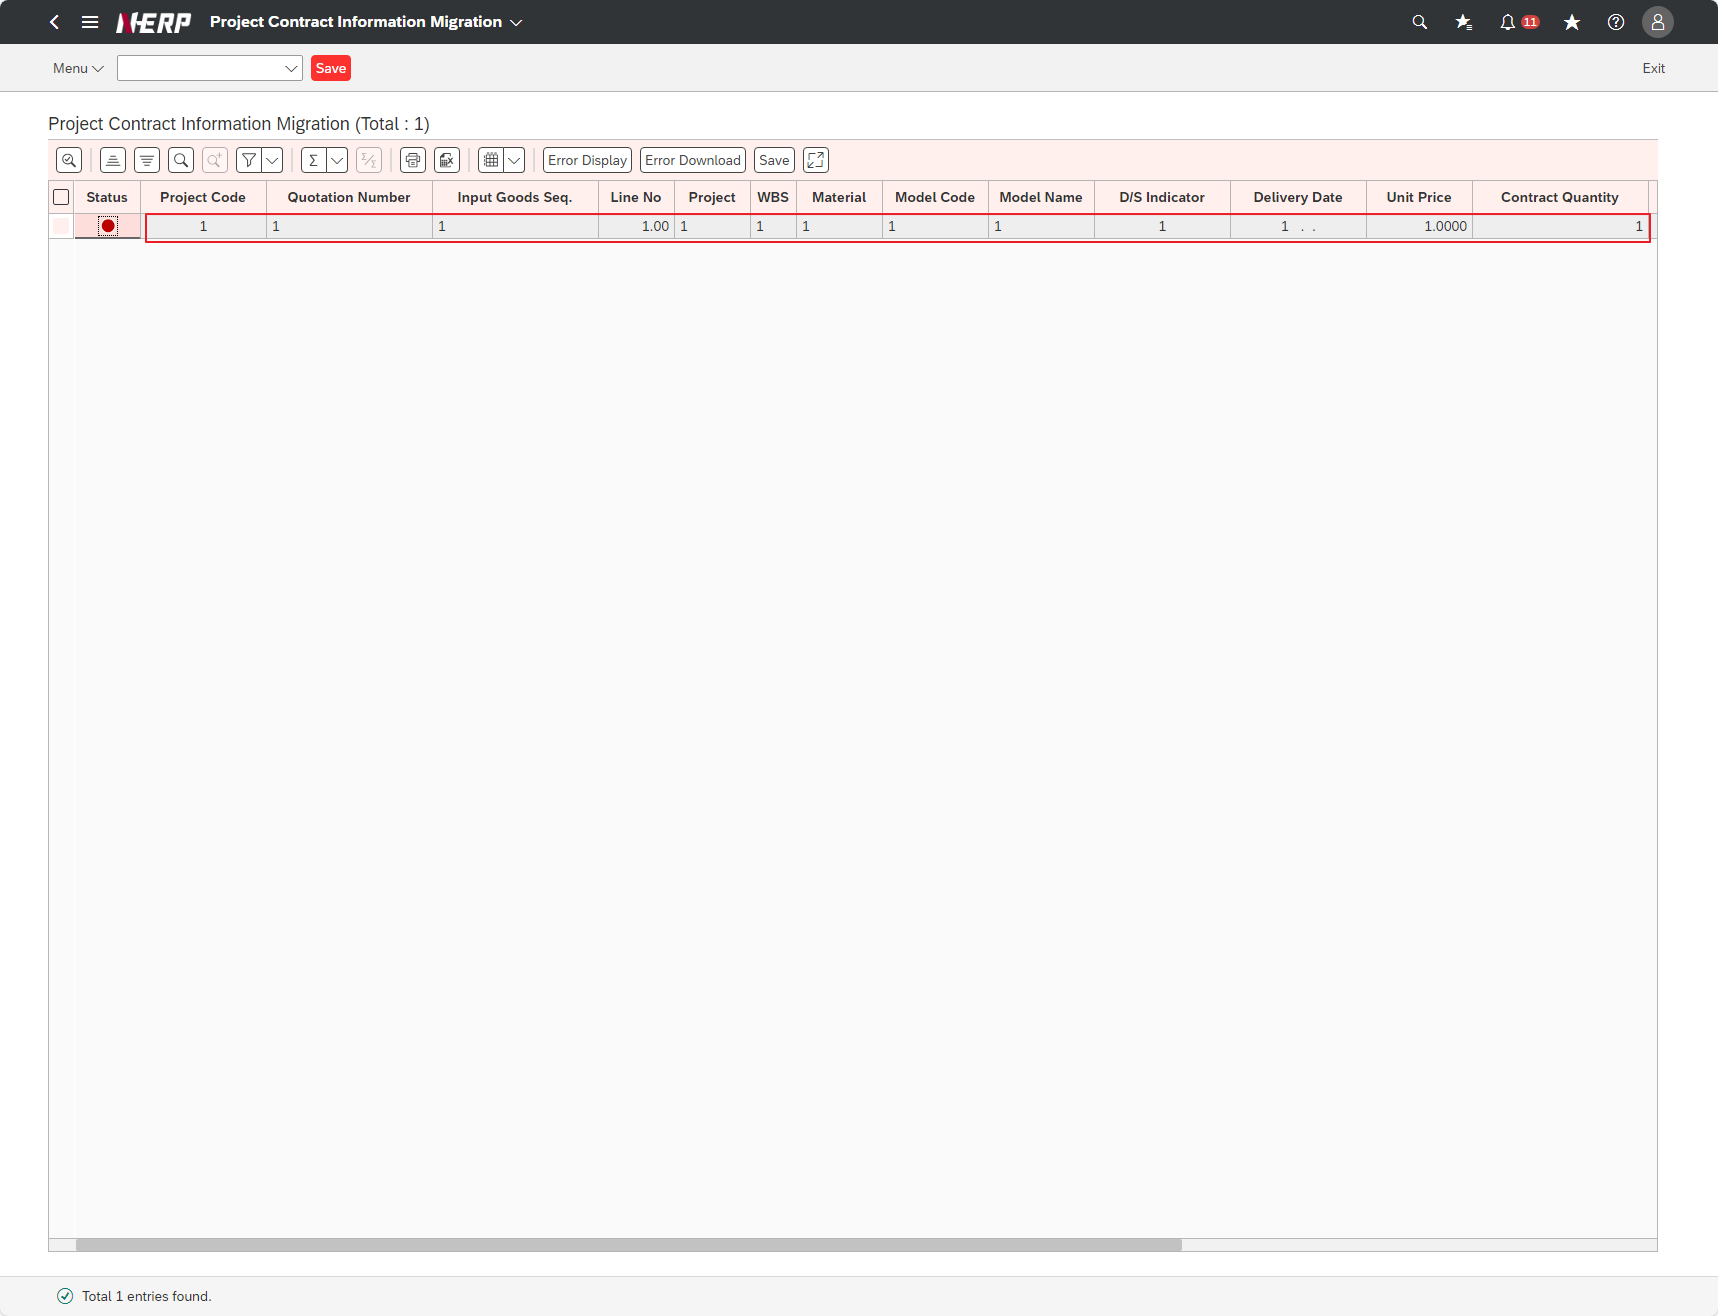 NERP Project Contract Information Migration 11
Menu Save Exit
Project Contract Information Migration (Total : 1)
Error Display Error Download Save
Status Project Code Quotation Number Input Goods Seq. Line No Project WBS Material Model Code Model Name D/S Indicator Delivery Date Unit Price Contract Quantity
1 1 1 1.00 1 1 1 1 1 1 1 . . 1.0000 1
Total 1 entries found.